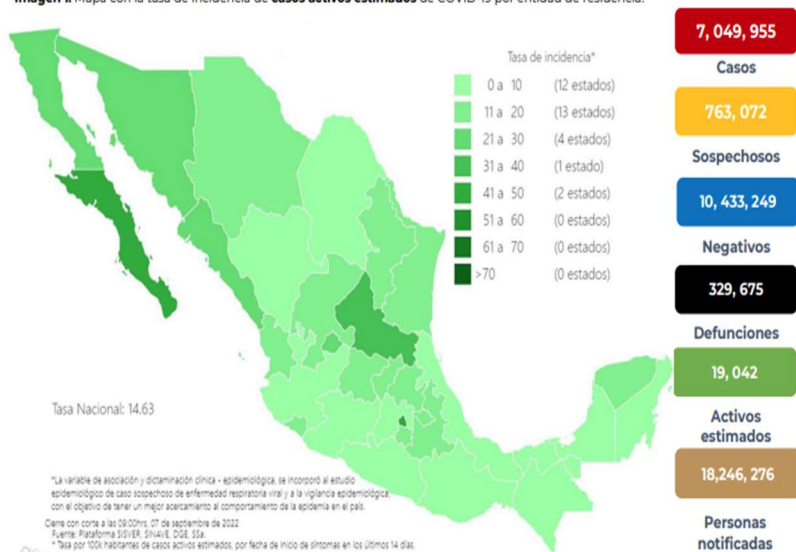 Imagen 1. Mapa con la tasa de incidencia de casos activos estimados de COVID-19 por entidad de residencia.
7, 049, 955
Casos
763, 072
Sospechosos
10, 433, 249
Negativos
329, 675
Defunciones
19, 042
Activos
estimados
18,246, 276
Personas
notificadas
Tasa de incidencia*
0 a 10 (12 estados)
11 a 20 (13 estados)
21 a 30 (4 estados)
31 a 40 (1 estado)
41 a 50 (2 estados)
51 a 60 (0 estados)
61 a 70 (0 estados)
>70 (0 estados)
Tasa Nacional: 14.63
*La variable de asociación y dictaminación clínica - epidemiológica, se incorporó al estudio
epidemiológico de caso sospechoso de enfermedad respiratoria viral y a la vigilancia epidemiológica,
con el objetivo de tener un mejor acercamiento al comportamiento de la epidemia en el país.
Cierre con corte a las 09:00hrs, 07 de septiembre de 2022
Fuente: Plataforma SISVER, SINAVE, DGE, SSa.
* Tasa por 100k habitantes de casos activos estimados, por fecha de inicio de síntomas en los últimos 14 días.